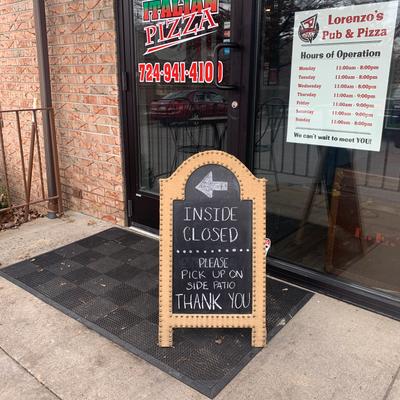 ITALIAN
PIZZA
724-941-410
Lorenzo's
Pub & Pizza
Hours of Operation
Monday 11:00am - 8:00pm
Tuesday 11:00am - 8:00pm
Wednesday 11:00am - 8:00pm
Thursday 11:00am - 9:00pm
Friday 11:00am - 9:00pm
Saturday 11:00am - 9:00pm
Sunday 11:00am - 8:00pm
We can't wait to meet YOU!
INSIDE
CLOSED
PLEASE
PICK UP ON
SIDE PATIO
THANK YOU